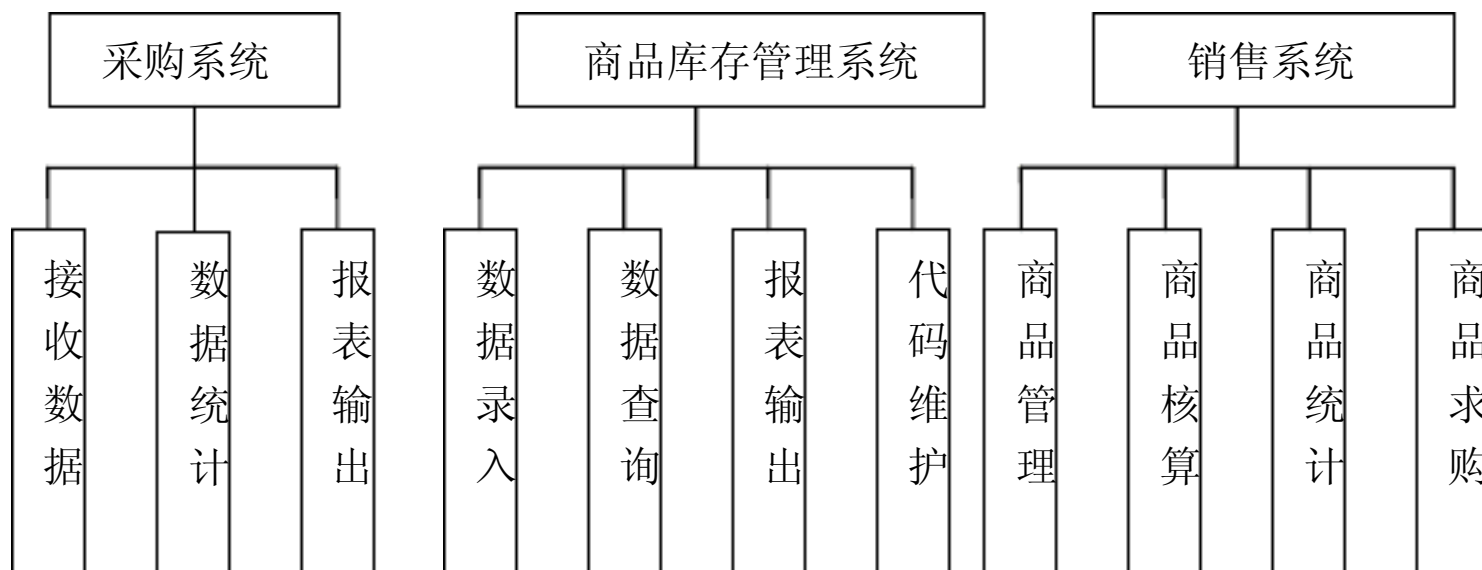 采购系统
商品库存管理系统
销售系统
接收数据
数据统计
报表输出
数据录入
数据查询
报表输出
代码维护
商品管理
商品核算
商品统计
商品求购